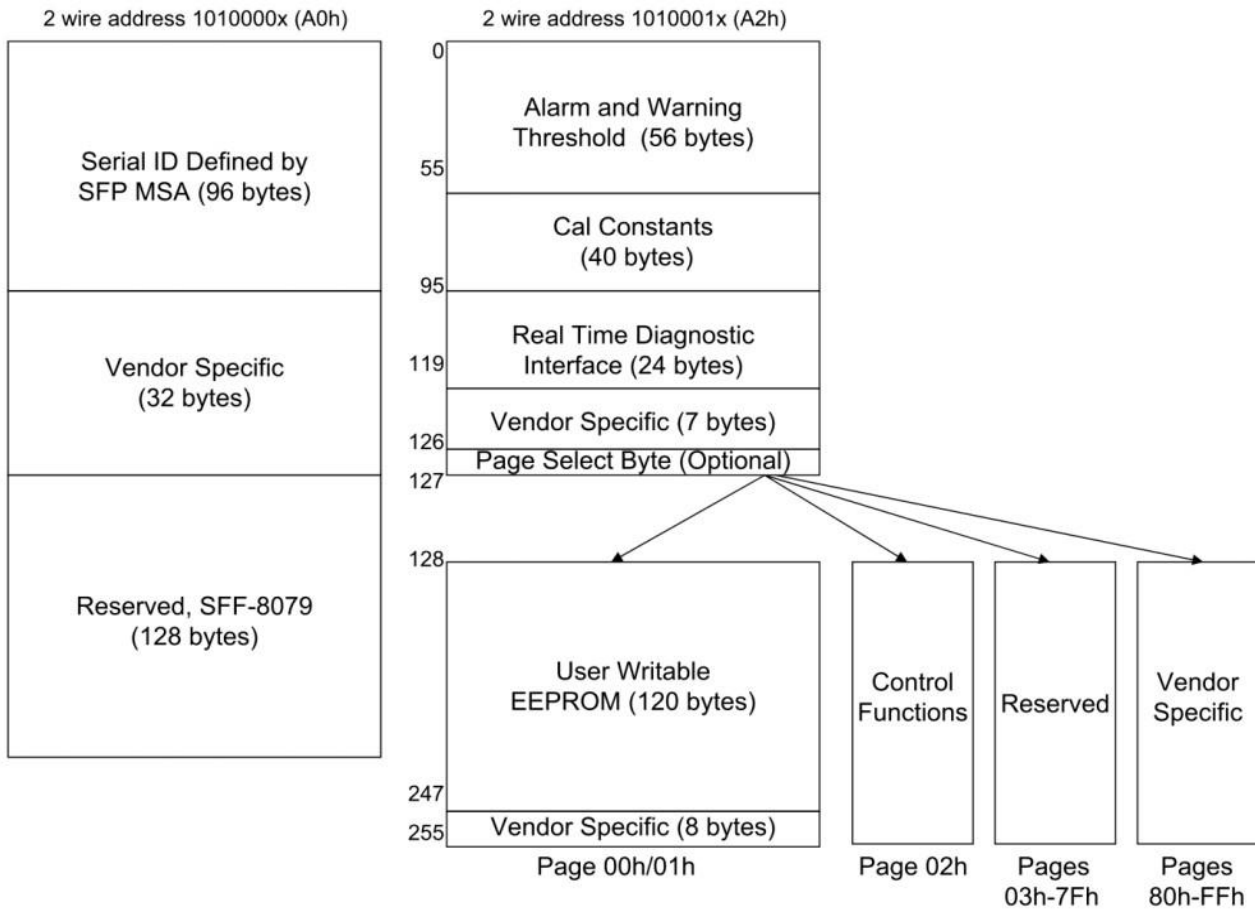 2 wire address 1010000x (A0h)
Serial ID Defined by
SFP MSA (96 bytes)
Vendor Specific
(32 bytes)
Reserved, SFF-8079
(128 bytes)
2 wire address 1010001x (A2h)
0
Alarm and Warning
Threshold (56 bytes)
55
Cal Constants
(40 bytes)
95
Real Time Diagnostic
Interface (24 bytes)
119
Vendor Specific (7 bytes)
126
Page Select Byte (Optional)
127
128
User Writable
EEPROM (120 bytes)
247
Vendor Specific (8 bytes)
255
Page 00h/01h
Control
Functions
Page 02h
Reserved
Pages
03h-7Fh
Vendor
Specific
Pages
80h-FFh